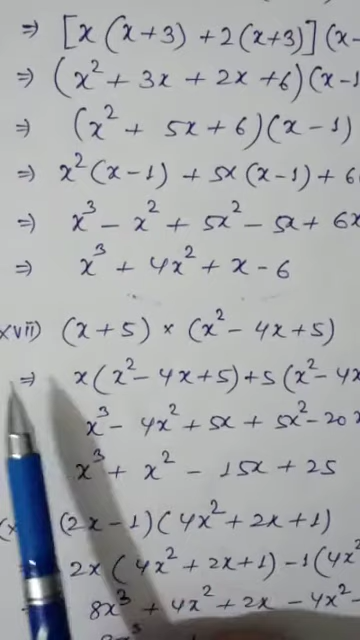 ⇒ [x(x+3) + 2(x+3)](x-
⇒ (x² + 3x + 2x + 6)(x-1
⇒ (x² + 5x + 6)(x - 1)
⇒ x²(x-1) + 5x(x-1) + 6
⇒ x³ - x² + 5x² - 5x + 6x
⇒ x³ + 4x² + x - 6
xvii) (x+5) × (x² - 4x + 5)
⇒ x(x² - 4x + 5) + 5(x² - 4x
x³ - 4x² + 5x + 5x² - 20x
x³ + x² - 15x + 25
(x (2x-1)(4x² + 2x + 1)
= 2x(4x² + 2x + 1) - 1(4x²
8x³ + 4x² + 2x - 4x² -